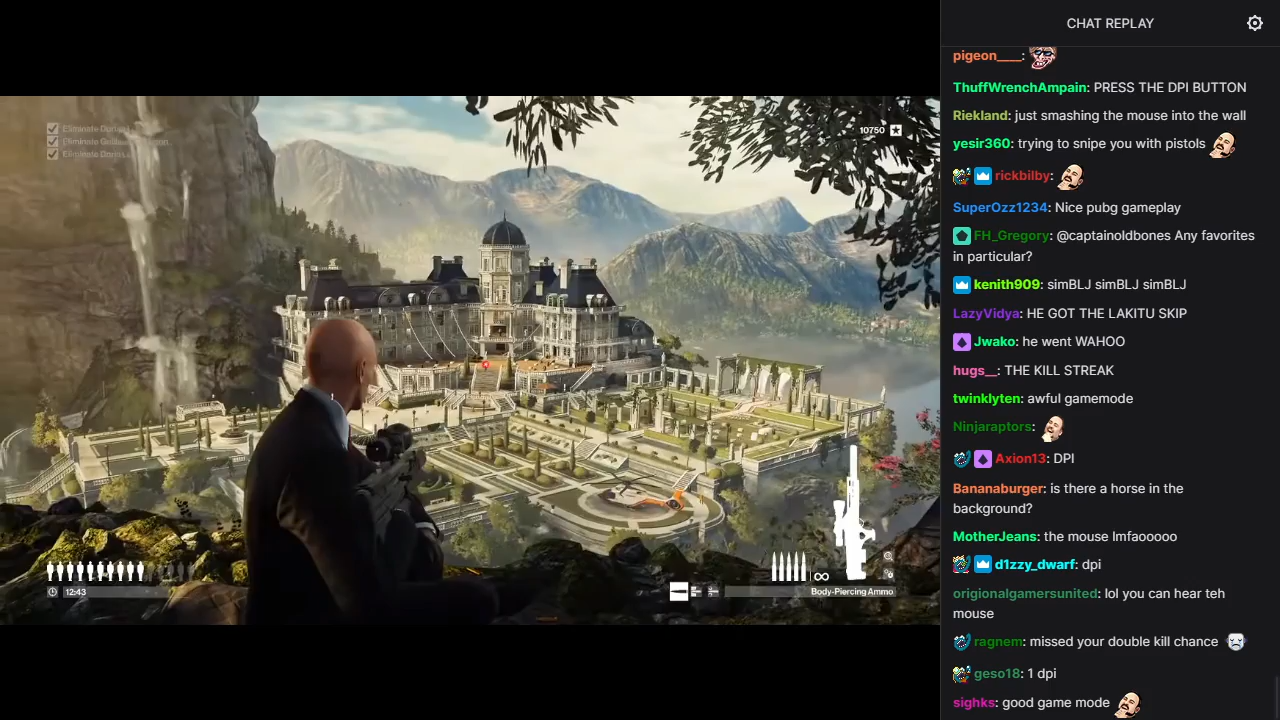 Eliminate
10750
Eliminate
Eliminate
12:43
Body-Piercing Ammo
CHAT REPLAY
pigeon____:
ThuffWrenchAmpain: PRESS THE DPI BUTTON
Riekland: just smashing the mouse into the wall
yesir360: trying to snipe you with pistols
rickbilby:
SuperOzz1234: Nice pubg gameplay
FH_Gregory: @captainoldbones Any favorites
in particular?
kenith909: simBLJ simBLJ simBLJ
LazyVidya: HE GOT THE LAKITU SKIP
Jwako: he went WAHOO
hugs__: THE KILL STREAK
twinklyten: awful gamemode
Ninjaraptors:
Axion13: DPI
Bananaburger: is there a horse in the
background?
MotherJeans: the mouse lmfaooooo
d1zzy_dwarf: dpi
origionalgamersunited: lol you can hear teh
mouse
ragnem: missed your double kill chance
geso18: 1 dpi
sighks: good game mode